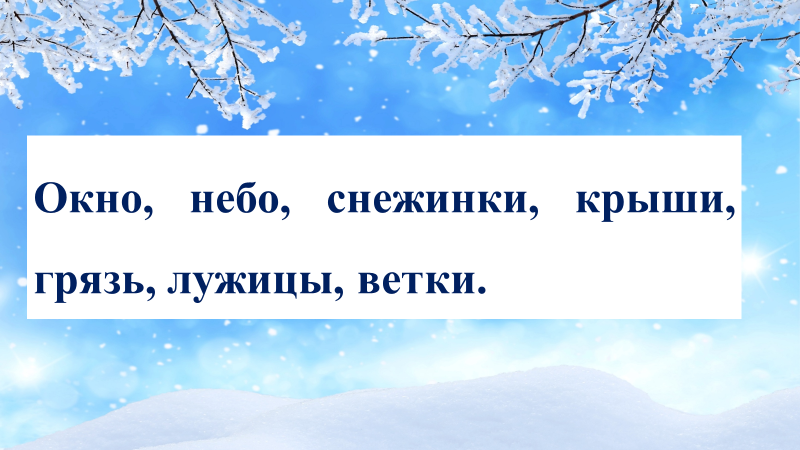 Окно, небо, снежинки, крыши,
грязь, лужицы, ветки.